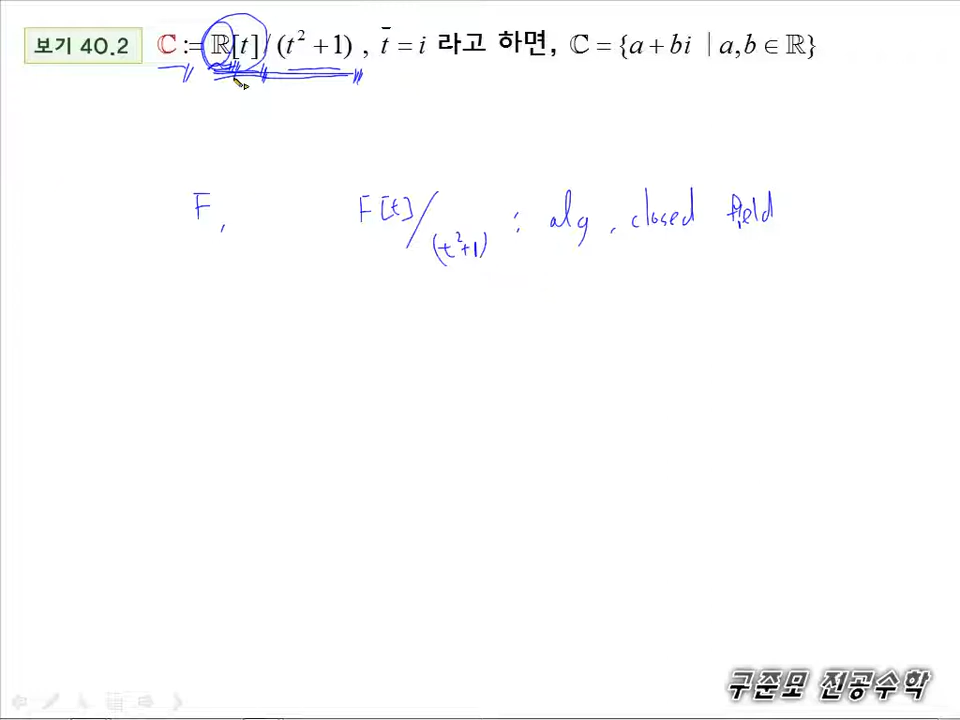 보기 40.2 ℂ := ℝ[t]/(t² + 1) , t̄ = i 라고 하면, ℂ = {a + bi | a,b ∈ ℝ}
F, F[t]/(t²+1) ; alg. closed field
구준모 전공수학